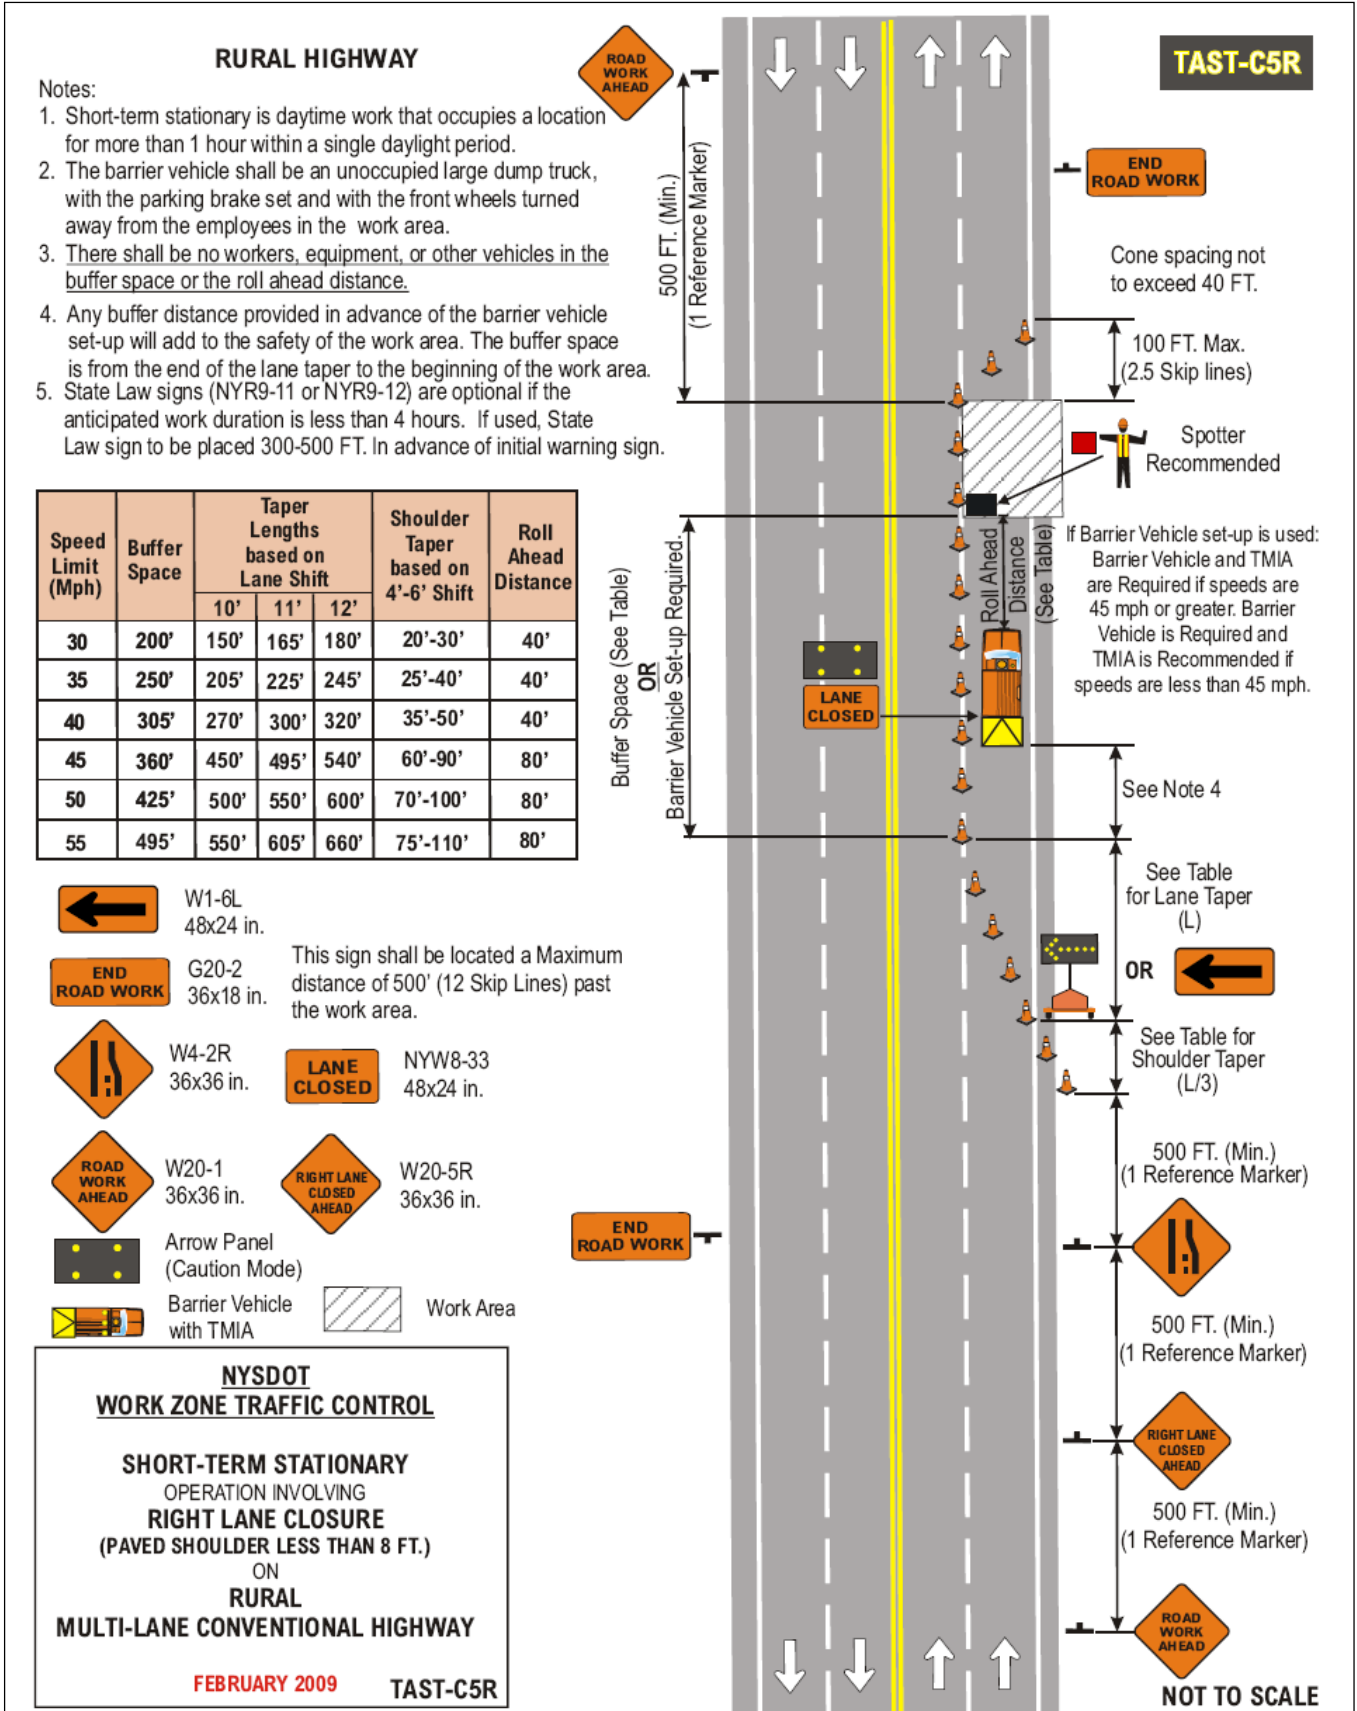 RURAL HIGHWAY
Notes:
1. Short-term stationary is daytime work that occupies a location
for more than 1 hour within a single daylight period.
2. The barrier vehicle shall be an unoccupied large dump truck,
with the parking brake set and with the front wheels turned
away from the employees in the work area.
3. There shall be no workers, equipment, or other vehicles in the
buffer space or the roll ahead distance.
4. Any buffer distance provided in advance of the barrier vehicle
set-up will add to the safety of the work area. The buffer space
is from the end of the lane taper to the beginning of the work area.
5. State Law signs (NYR9-11 or NYR9-12) are optional if the
anticipated work duration is less than 4 hours. If used, State
Law sign to be placed 300-500 FT. In advance of initial warning sign.
Speed
Limit
(Mph)
Buffer
Space
Taper
Lengths
based on
Lane Shift
10' 11' 12'
Shoulder
Taper
based on
4'-6' Shift
Roll
Ahead
Distance
30 200' 150' 165' 180' 20'-30' 40'
35 250' 205' 225' 245' 25'-40' 40'
40 305' 270' 300' 320' 35'-50' 40'
45 360' 450' 495' 540' 60'-90' 80'
50 425' 500' 550' 600' 70'-100' 80'
55 495' 550' 605' 660' 75'-110' 80'
W1-6L
48x24 in.
END
ROAD WORK
G20-2
36x18 in.
This sign shall be located a Maximum
distance of 500' (12 Skip Lines) past
the work area.
W4-2R
36x36 in.
LANE
CLOSED
NYW8-33
48x24 in.
ROAD
WORK
AHEAD
W20-1
36x36 in.
RIGHT LANE
CLOSED
AHEAD
W20-5R
36x36 in.
Arrow Panel
(Caution Mode)
Barrier Vehicle
with TMIA
Work Area
NYSDOT
WORK ZONE TRAFFIC CONTROL
SHORT-TERM STATIONARY
OPERATION INVOLVING
RIGHT LANE CLOSURE
(PAVED SHOULDER LESS THAN 8 FT.)
ON
RURAL
MULTI-LANE CONVENTIONAL HIGHWAY
FEBRUARY 2009 TAST-C5R
ROAD
WORK
AHEAD
500 FT. (Min.)
(1 Reference Marker)
Buffer Space (See Table)
OR
Barrier Vehicle Set-up Required.
LANE
CLOSED
Roll Ahead
Distance
(See Table)
END
ROAD WORK
TAST-C5R
END
ROAD WORK
Cone spacing not
to exceed 40 FT.
100 FT. Max.
(2.5 Skip lines)
Spotter
Recommended
If Barrier Vehicle set-up is used:
Barrier Vehicle and TMIA
are Required if speeds are
45 mph or greater. Barrier
Vehicle is Required and
TMIA is Recommended if
speeds are less than 45 mph.
See Note 4
See Table
for Lane Taper
(L)
OR
See Table for
Shoulder Taper
(L/3)
500 FT. (Min.)
(1 Reference Marker)
500 FT. (Min.)
(1 Reference Marker)
RIGHT LANE
CLOSED
AHEAD
500 FT. (Min.)
(1 Reference Marker)
ROAD
WORK
AHEAD
NOT TO SCALE